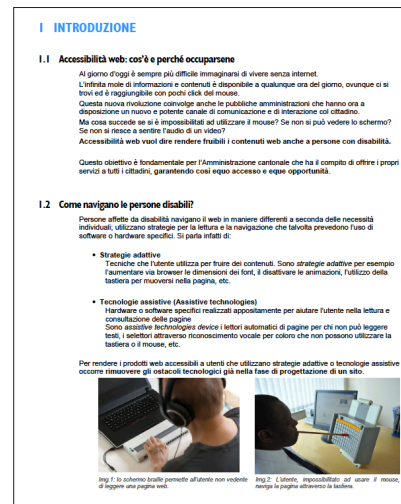 I INTRODUZIONE
1.1 Accessibilità web: cos'è e perché occuparsene
Al giorno d'oggi è sempre più difficile immaginarsi di vivere senza internet.
L'infinita mole di informazioni e contenuti è disponibile a qualunque ora del giorno, ovunque ci si
trovi ed è raggiungibile con pochi click del mouse.
Questa nuova rivoluzione coinvolge anche le pubbliche amministrazioni che hanno ora a
disposizione un nuovo e potente canale di comunicazione e di interazione col cittadino.
Ma cosa succede se si è impossibilitati ad utilizzare il mouse? Se non si può vedere lo schermo?
Se non si riesce a sentire l'audio di un video?
Accessibilità web vuol dire rendere fruibili i contenuti web anche a persone con disabilità.
Questo obiettivo è fondamentale per l'Amministrazione cantonale che ha il compito di offrire i propri
servizi a tutti i cittadini, garantendo così equo accesso e eque opportunità.
1.2 Come navigano le persone disabili?
Persone affette da disabilità navigano il web in maniere differenti a seconda delle necessità
individuali; utilizzano strategie per la lettura e la navigazione che talvolta prevedono l'uso di
software o hardware specifici. Si parla infatti di:
• Strategie adattive
Tecniche che l'utente utilizza per fruire dei contenuti. Sono strategie adattive per esempio
l'aumentare via browser le dimensioni dei font, il disattivare le animazioni, l'utilizzo della
tastiera per muoversi nella pagina, etc.
• Tecnologie assistive (Assistive technologies)
Hardware o software specifici realizzati appositamente per aiutare l'utente nella lettura e
consultazione delle pagine
Sono assistive technologies device i lettori automatici di pagine per chi non può leggere
testi, i selettori attraverso riconoscimento vocale per coloro che non possono utilizzare la
tastiera o il mouse, etc.
Per rendere i prodotti web accessibili a utenti che utilizzano strategie adattive o tecnologie assistive
occorre rimuovere gli ostacoli tecnologici già nella fase di progettazione di un sito.
Img.1: lo schermo braille permette all'utente non vedente
di leggere una pagina web.
Img.2: L'utente, impossibilitato ad usare il mouse,
naviga la pagina attraverso la tastiera.